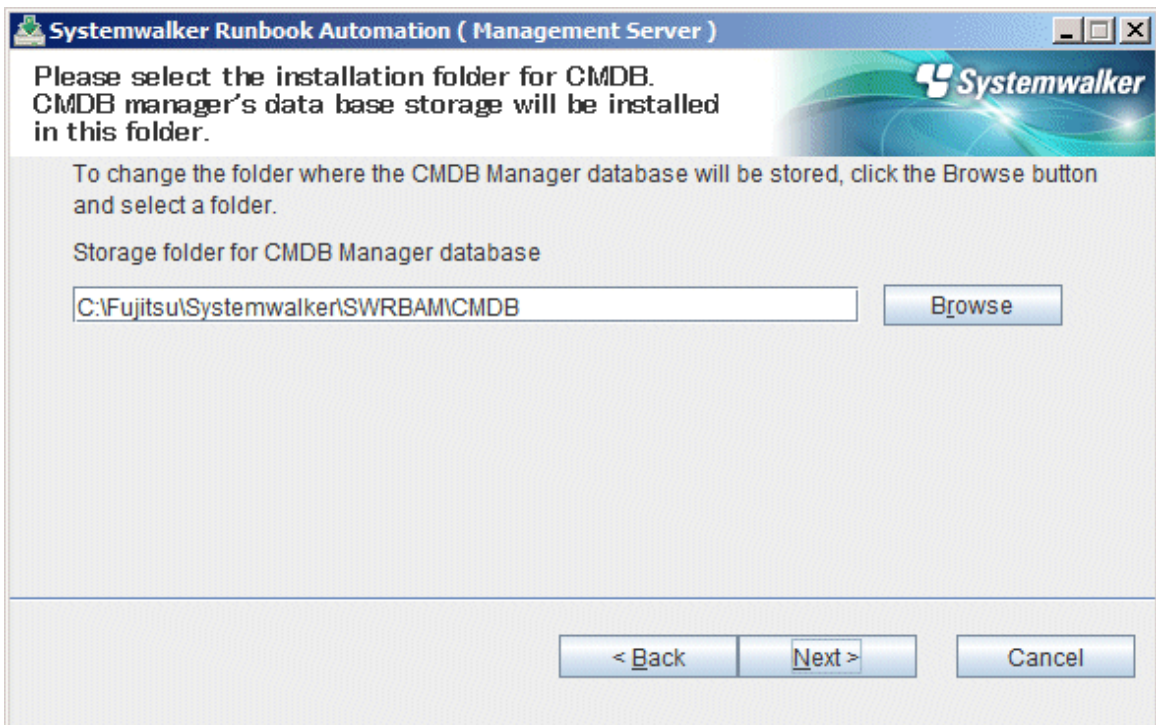 Systemwalker Runbook Automation ( Management Server )
Please select the installation folder for CMDB.
CMDB manager's data base storage will be installed
in this folder.
Systemwalker
To change the folder where the CMDB Manager database will be stored, click the Browse button
and select a folder.
Storage folder for CMDB Manager database
C:\Fujitsu\Systemwalker\SWRBAM\CMDB
Browse
< Back
Next >
Cancel